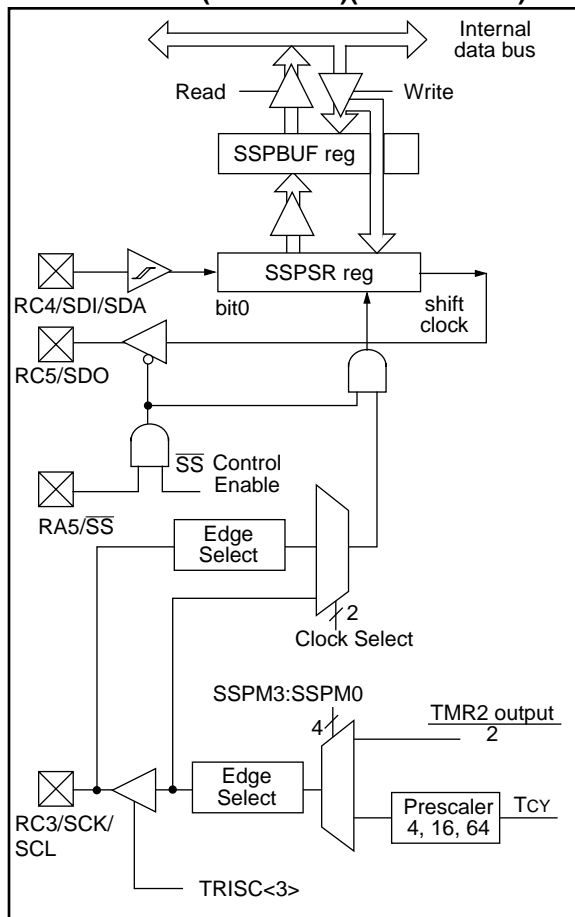 Internal
data bus
Read
Write
SSPBUF reg
SSPSR reg
RC4/SDI/SDA
bit0
shift
clock
RC5/SDO
SS Control
Enable
RA5/SS
Edge
Select
2
Clock Select
SSPM3:SSPM0
4
TMR2 output
2
Edge
Select
Prescaler
4, 16, 64
TCY
RC3/SCK/
SCL
TRISC<3>